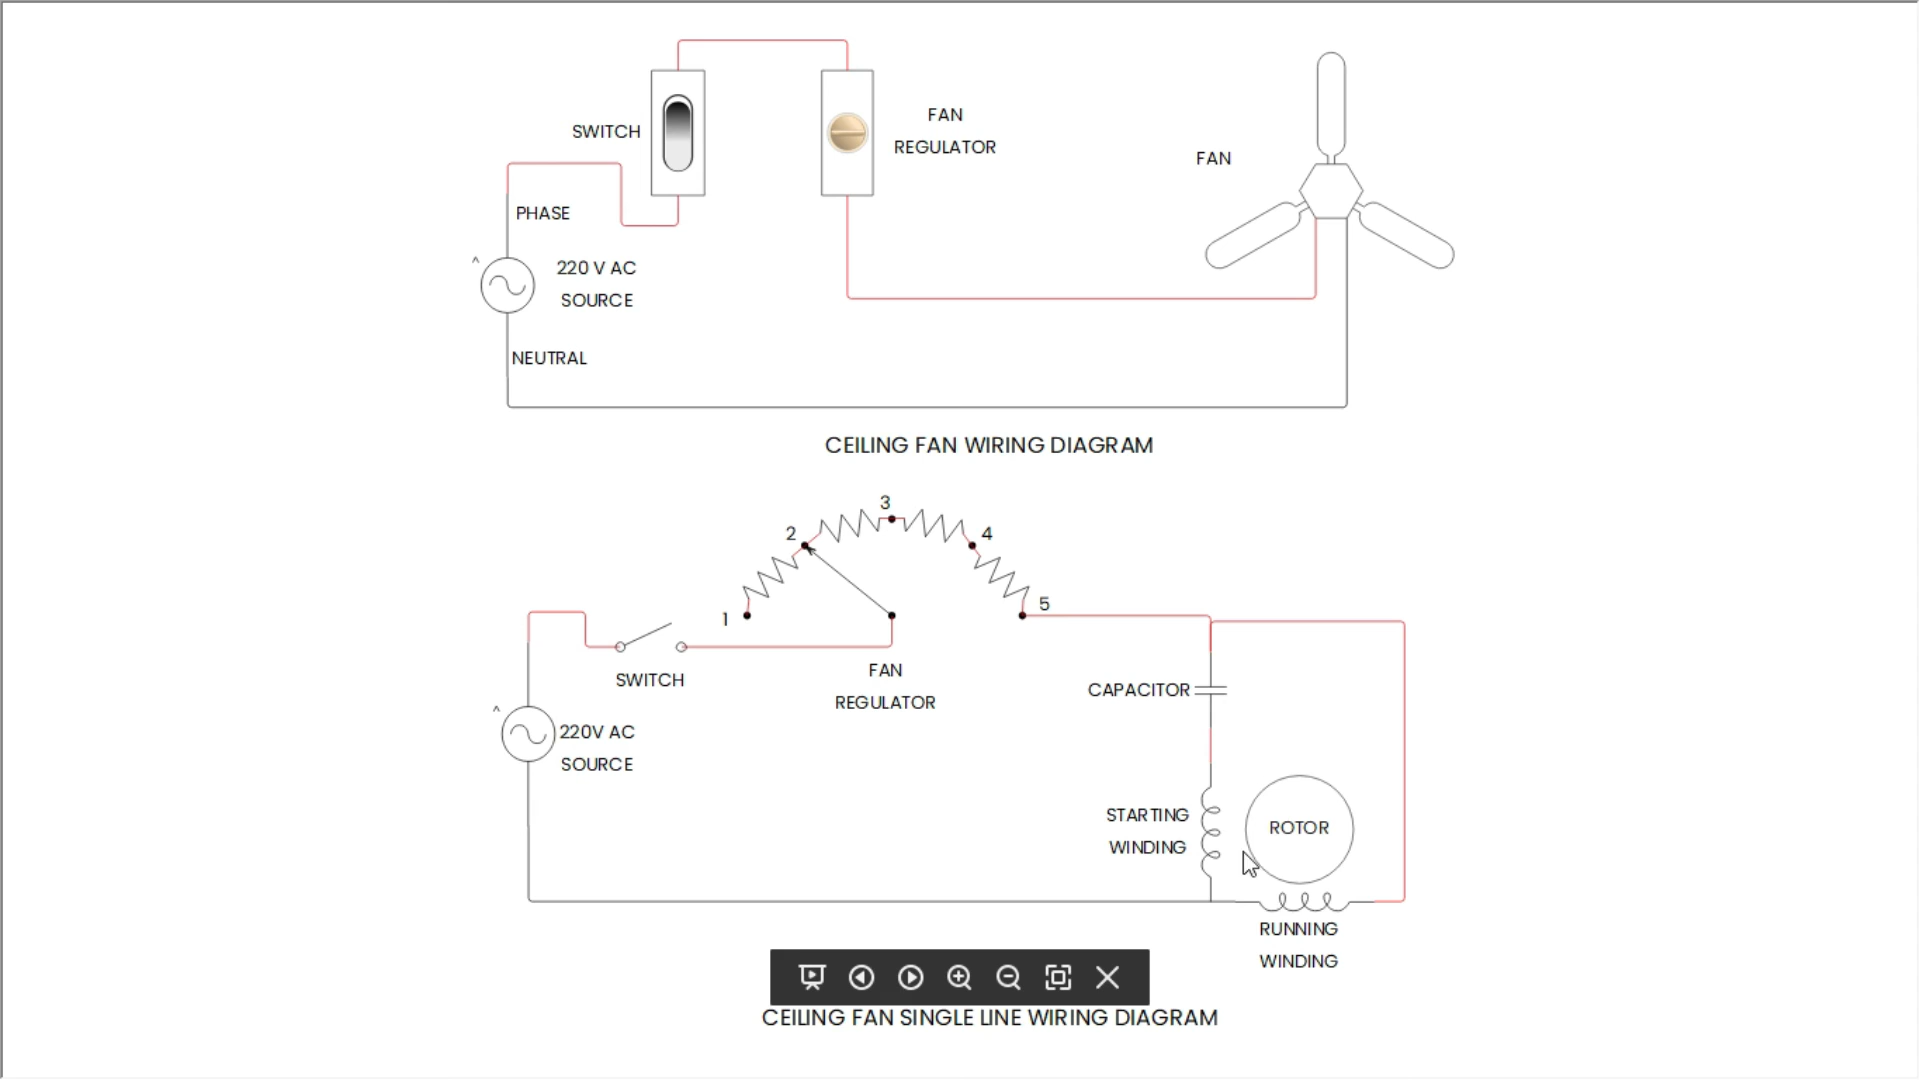 SWITCH
FAN
REGULATOR
FAN
PHASE
220 V AC
SOURCE
NEUTRAL
CEILING FAN WIRING DIAGRAM
3
2
4
1
5
SWITCH
FAN
REGULATOR
CAPACITOR
220V AC
SOURCE
STARTING
WINDING
ROTOR
RUNNING
WINDING
CEILING FAN SINGLE LINE WIRING DIAGRAM